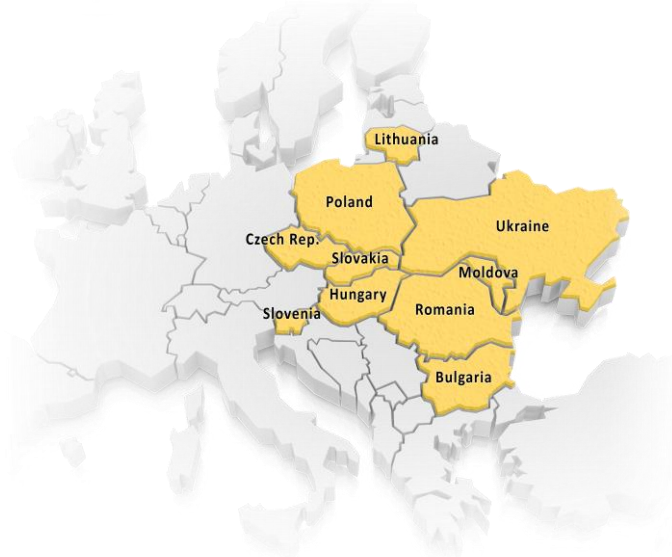 Lithuania
Poland
Ukraine
Czech Rep.
Slovakia
Moldova
Hungary
Romania
Slovenia
Bulgaria